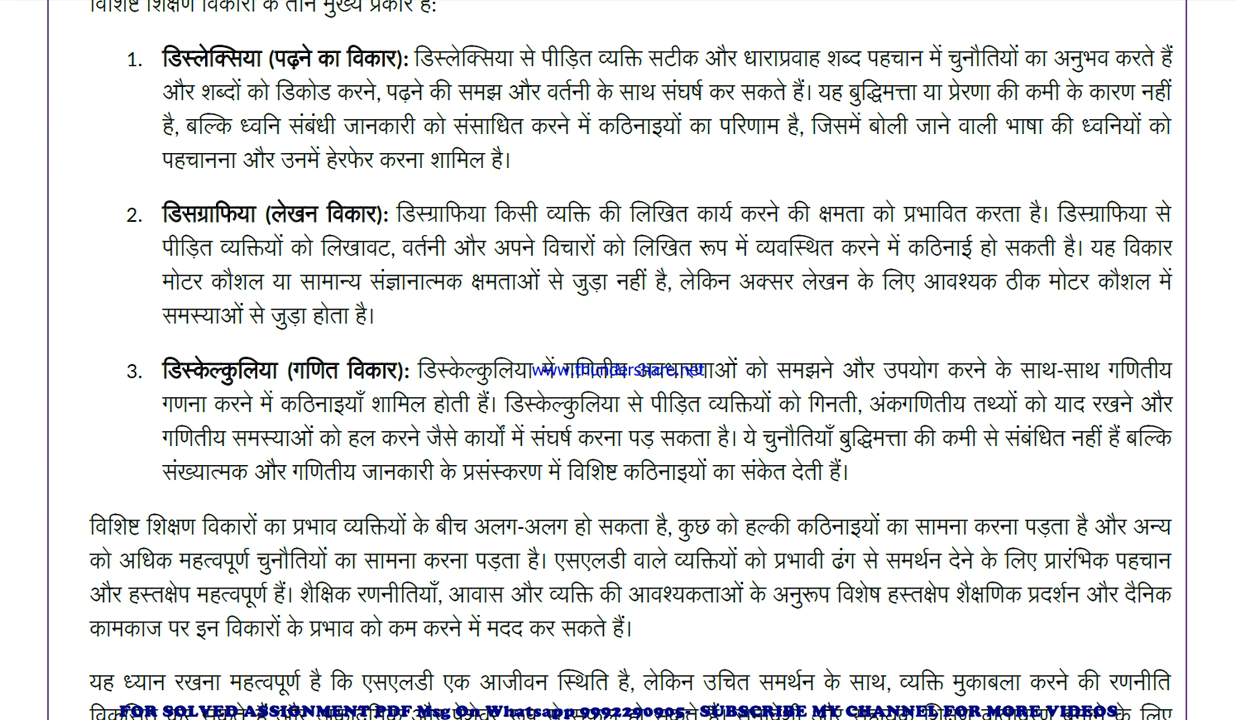 विशिष्ट शिक्षण विकारों के तीन मुख्य प्रकार हैं:
1. डिस्लेक्सिया (पढ़ने का विकार): डिस्लेक्सिया से पीड़ित व्यक्ति सटीक और धाराप्रवाह शब्द पहचान में चुनौतियों का अनुभव करते हैं
और शब्दों को डिकोड करने, पढ़ने की समझ और वर्तनी के साथ संघर्ष कर सकते हैं। यह बुद्धिमत्ता या प्रेरणा की कमी के कारण नहीं
है, बल्कि ध्वनि संबंधी जानकारी को संसाधित करने में कठिनाइयों का परिणाम है, जिसमें बोली जाने वाली भाषा की ध्वनियों को
पहचानना और उनमें हेरफेर करना शामिल है।
2. डिसग्राफिया (लेखन विकार): डिस्ग्राफिया किसी व्यक्ति की लिखित कार्य करने की क्षमता को प्रभावित करता है। डिस्ग्राफिया से
पीड़ित व्यक्तियों को लिखावट, वर्तनी और अपने विचारों को लिखित रूप में व्यवस्थित करने में कठिनाई हो सकती है। यह विकार
मोटर कौशल या सामान्य संज्ञानात्मक क्षमताओं से जुड़ा नहीं है, लेकिन अक्सर लेखन के लिए आवश्यक ठीक मोटर कौशल में
समस्याओं से जुड़ा होता है।
3. डिस्केल्कुलिया (गणित विकार): डिस्केल्कुलिया में गणितीय अवधारणाओं को समझने और उपयोग करने के साथ-साथ गणितीय
www.thundershare.net
गणना करने में कठिनाइयाँ शामिल होती हैं। डिस्केल्कुलिया से पीड़ित व्यक्तियों को गिनती, अंकगणितीय तथ्यों को याद रखने और
गणितीय समस्याओं को हल करने जैसे कार्यों में संघर्ष करना पड़ सकता है। ये चुनौतियाँ बुद्धिमत्ता की कमी से संबंधित नहीं हैं बल्कि
संख्यात्मक और गणितीय जानकारी के प्रसंस्करण में विशिष्ट कठिनाइयों का संकेत देती हैं।
विशिष्ट शिक्षण विकारों का प्रभाव व्यक्तियों के बीच अलग-अलग हो सकता है, कुछ को हल्की कठिनाइयों का सामना करना पड़ता है और अन्य
को अधिक महत्वपूर्ण चुनौतियों का सामना करना पड़ता है। एसएलडी वाले व्यक्तियों को प्रभावी ढंग से समर्थन देने के लिए प्रारंभिक पहचान
और हस्तक्षेप महत्वपूर्ण हैं। शैक्षिक रणनीतियाँ, आवास और व्यक्ति की आवश्यकताओं के अनुरूप विशेष हस्तक्षेप शैक्षणिक प्रदर्शन और दैनिक
कामकाज पर इन विकारों के प्रभाव को कम करने में मदद कर सकते हैं।
यह ध्यान रखना महत्वपूर्ण है कि एसएलडी एक आजीवन स्थिति है, लेकिन उचित समर्थन के साथ, व्यक्ति मुकाबला करने की रणनीति
FOR SOLVED ASSIGNMENT PDF Msg On Whatsapp 9992290905- SUBSCRIBE MY CHANNEL FOR MORE VIDEOS
के लिए